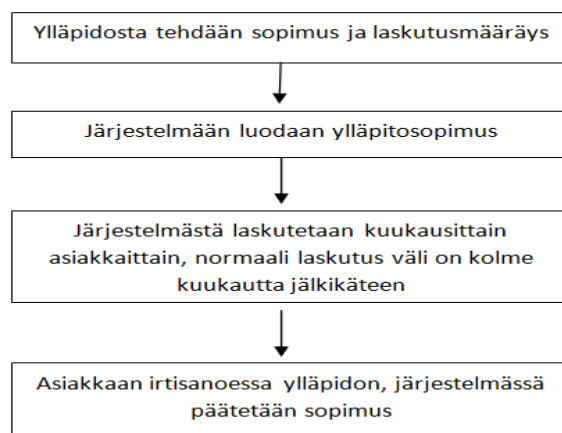 Ylläpidosta tehdään sopimus ja laskutusmääräys
Järjestelmään luodaan ylläpitosopimus
Järjestelmästä laskutetaan kuukausittain
asiakkaittain, normaali laskutus väli on kolme
kuukautta jälkikäteen
Asiakkaan irtisanoessa ylläpidon, järjestelmässä
päätetään sopimus